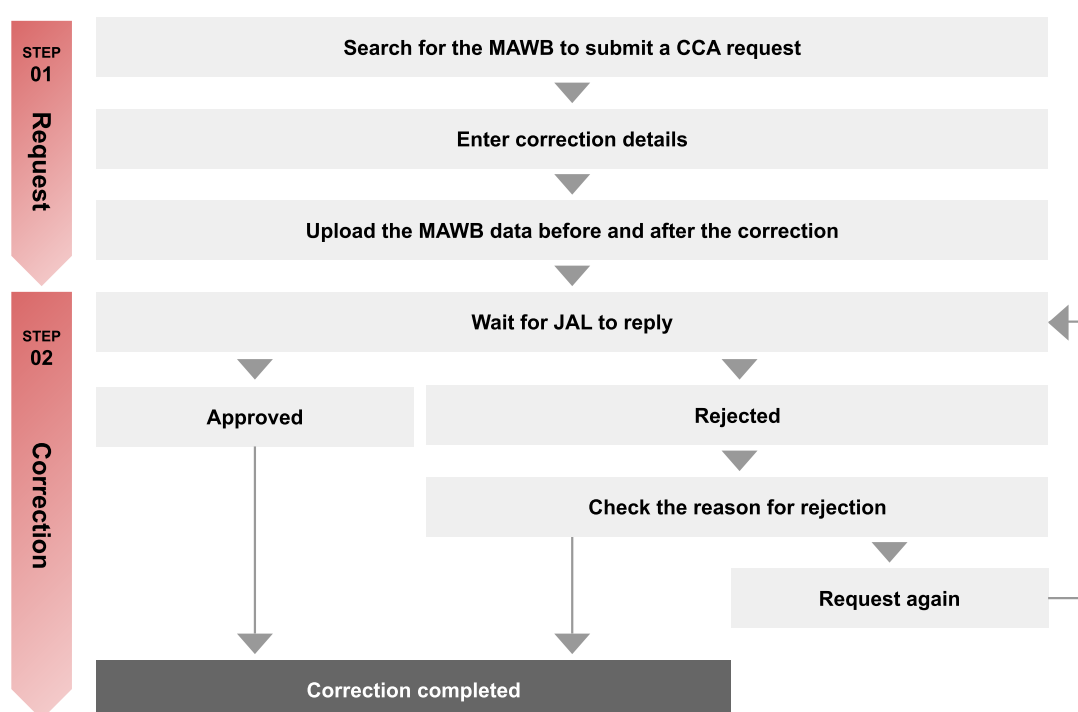 STEP
01
Request
Search for the MAWB to submit a CCA request
Enter correction details
Upload the MAWB data before and after the correction
STEP
02
Correction
Wait for JAL to reply
Approved
Rejected
Check the reason for rejection
Request again
Correction completed